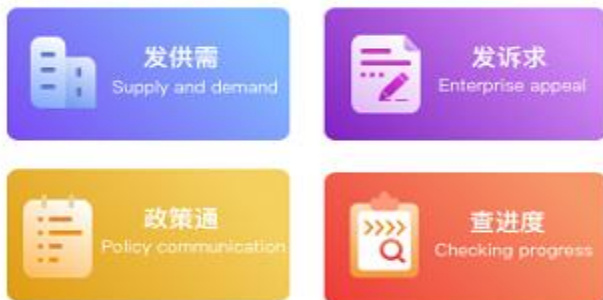 发供需
Supply and demand
发诉求
Enterprise appeal
政策通
Policy communication
查进度
Checking progress